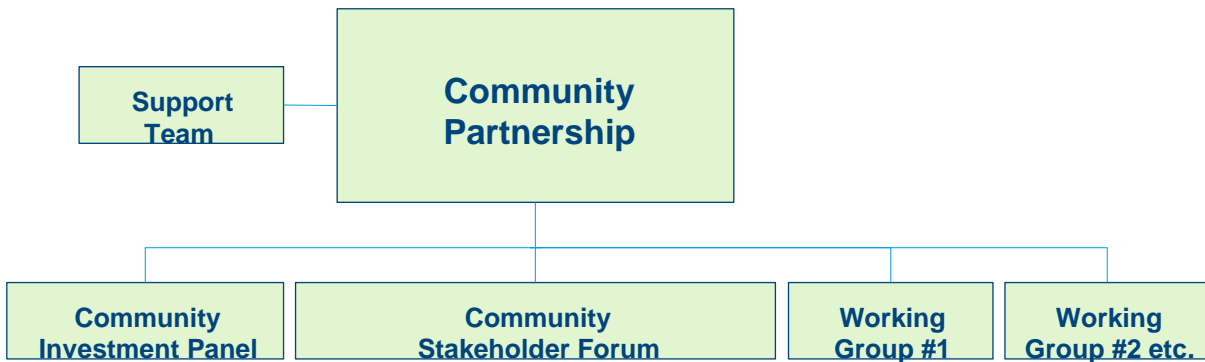 Community
Partnership
Support
Team
Community
Investment Panel
Community
Stakeholder Forum
Working
Group #1
Working
Group #2 etc.